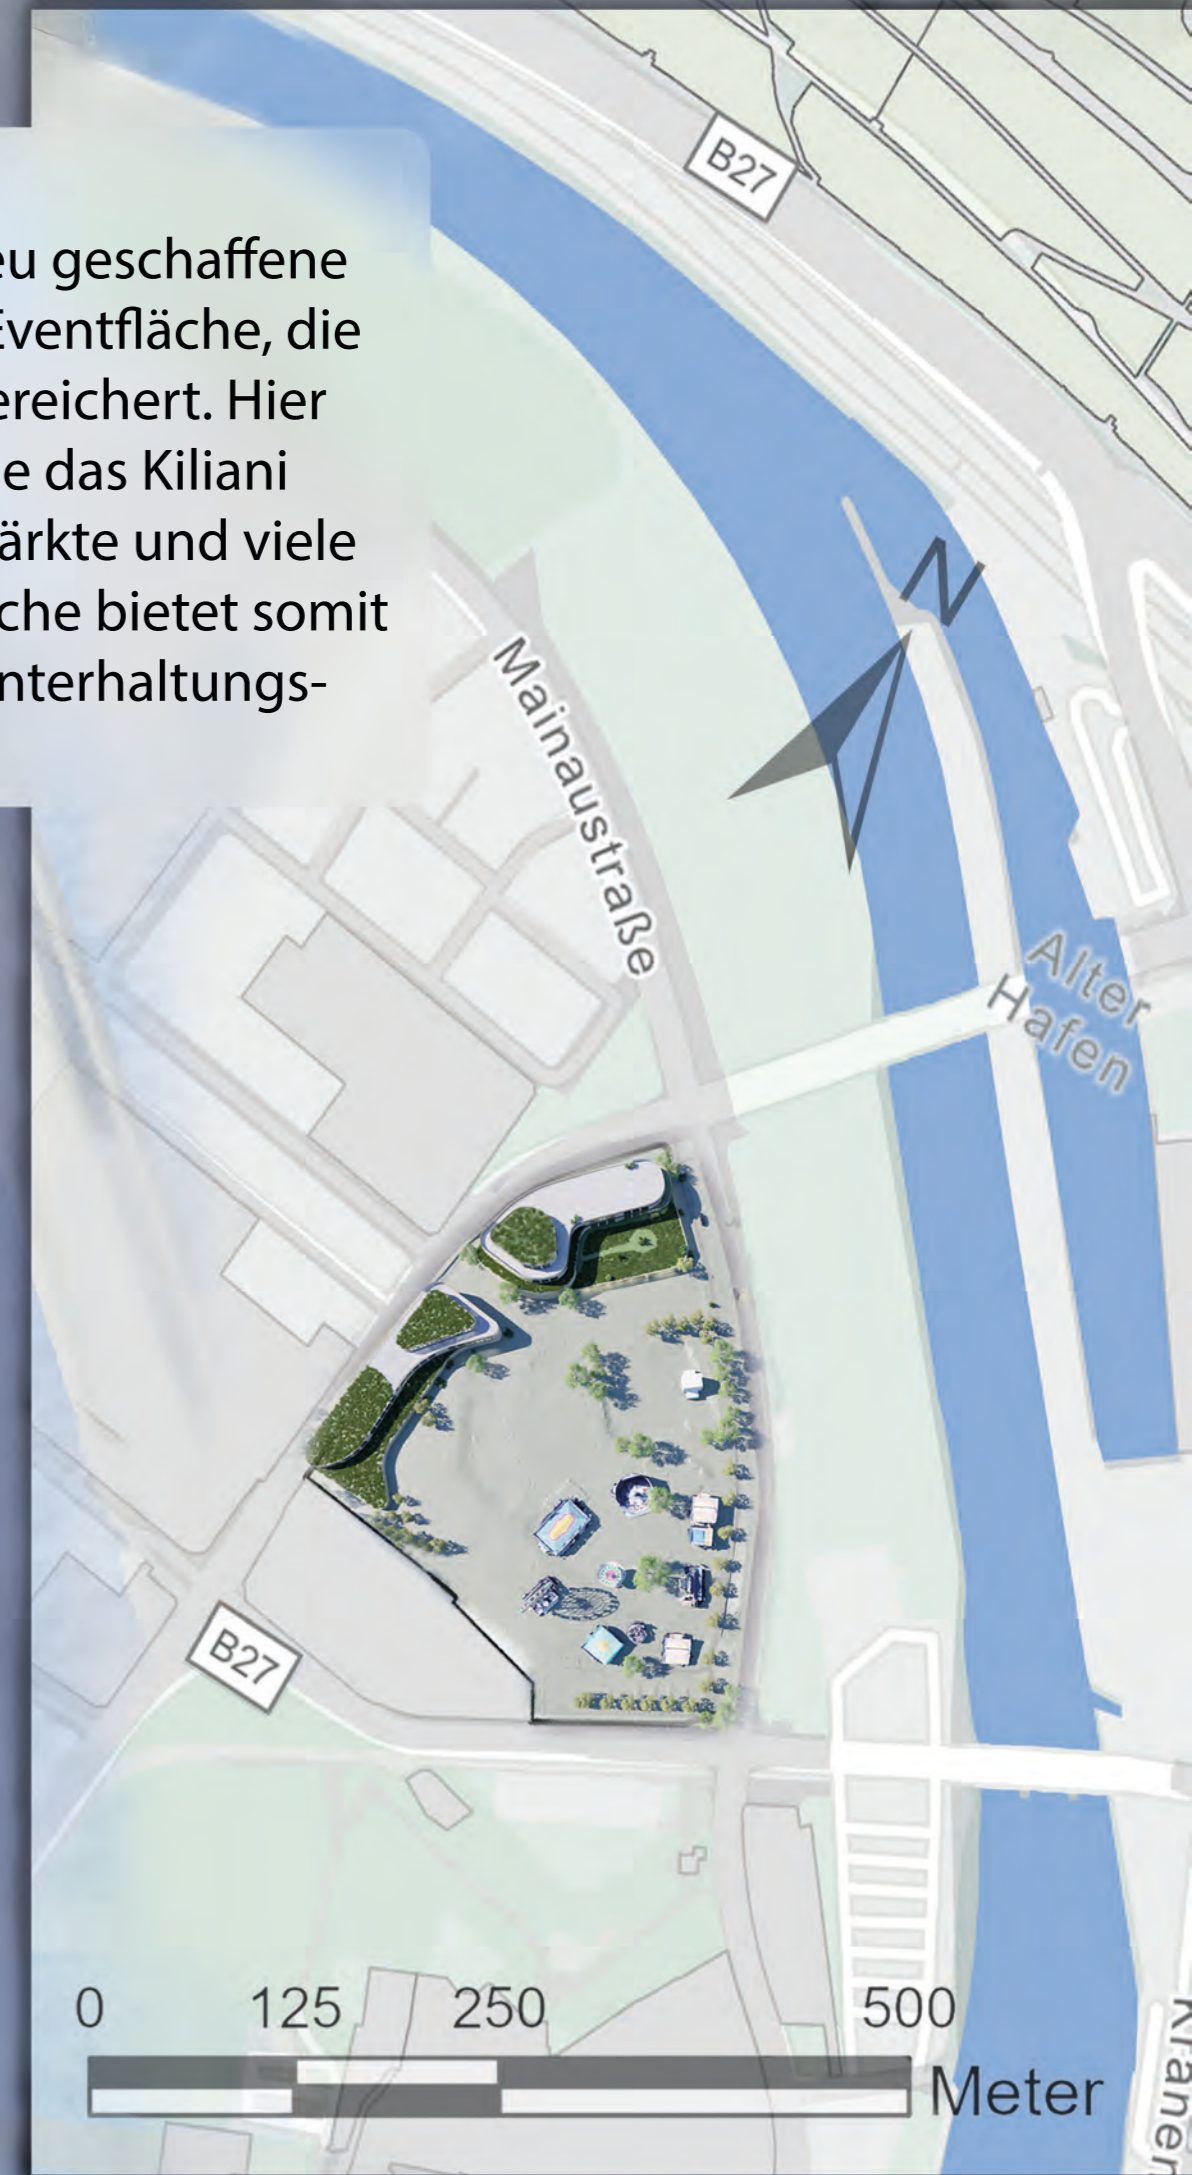 B27
eu geschaffene
Eventfläche, die
ereichert. Hier
e das Kiliani
ärkte und viele
che bietet somit
nterhaltungs-
N
Mainaustraße
Alter
Hafen
B27
0 125 250 500
Meter
Kranen